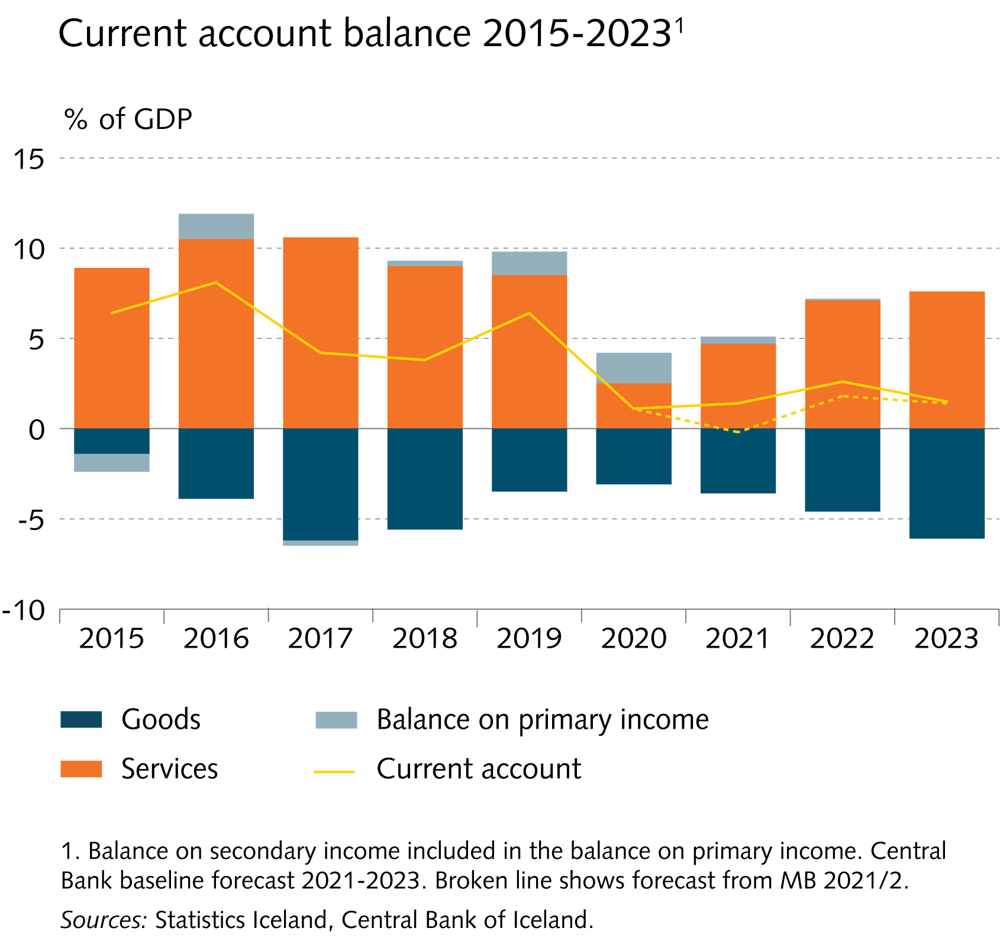 Current account balance 2015-2023¹
% of GDP
15
10
5
0
-5
-10
2015 2016 2017 2018 2019 2020 2021 2022 2023
Goods Balance on primary income
Services Current account
1. Balance on secondary income included in the balance on primary income. Central
Bank baseline forecast 2021-2023. Broken line shows forecast from MB 2021/2.
Sources: Statistics Iceland, Central Bank of Iceland.